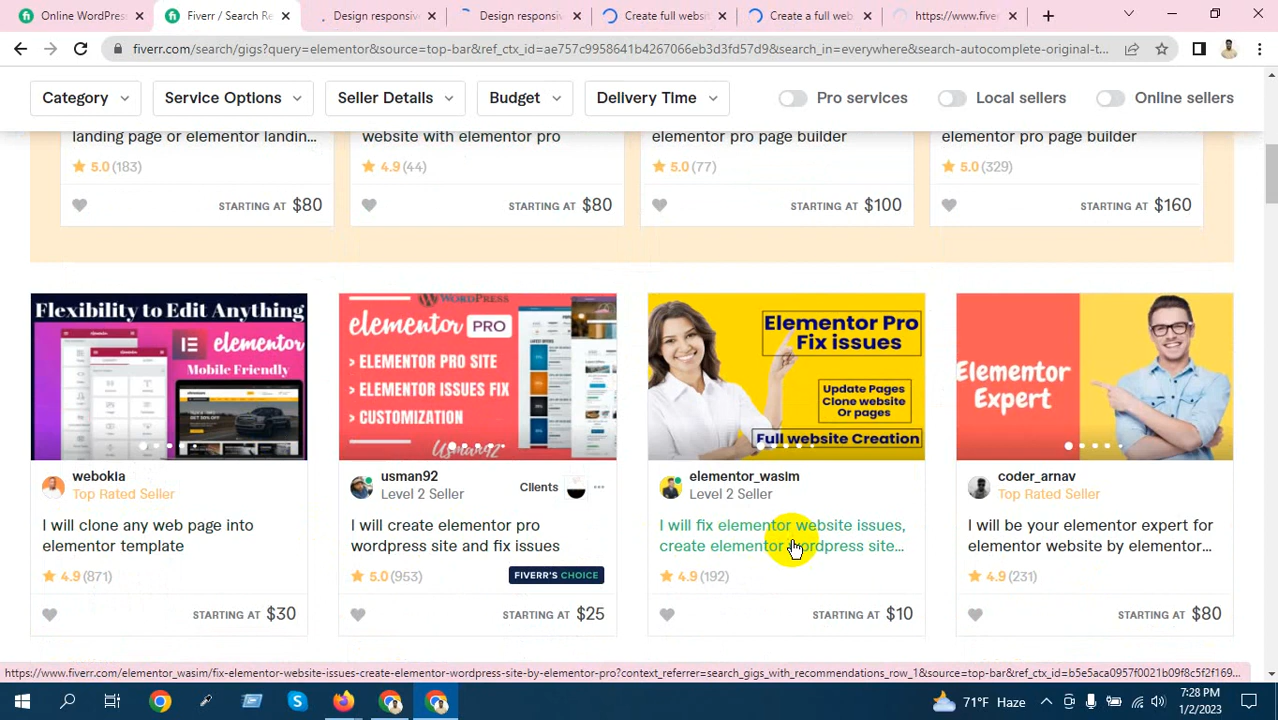 Online WordPress
Fiverr / Search Re
Design responsiv
Design responsiv
Create full websit
Create a full web
https://www.fiver
fiverr.com/search/gigs?query=elementor&source=top-bar&ref_ctx_id=ae757c9958641b4267066eb3d3fd57d9&search_in=everywhere&search-autocomplete-original-t...
Category
Service Options
Seller Details
Budget
Delivery Time
Pro services
Local sellers
Online sellers
landing page or elementor landin...
website with elementor pro
elementor pro page builder
elementor pro page builder
5.0 (183)
4.9 (44)
5.0 (77)
5.0 (329)
STARTING AT $80
STARTING AT $80
STARTING AT $100
STARTING AT $160
Flexibility to Edit Anything
elementor
Mobile Friendly
WORDPRESS
elementor PRO
> ELEMENTOR PRO SITE
> ELEMENTOR ISSUES FIX
> CUSTOMIZATION
usman92
Elementor Pro
Fix issues
Update Pages
Clone website
Or pages
Full website Creation
Elementor
Expert
webokia
Top Rated Seller
I will clone any web page into
elementor template
4.9 (871)
STARTING AT $30
usman92
Level 2 Seller
Clients
I will create elementor pro
wordpress site and fix issues
5.0 (953)
FIVERR'S CHOICE
STARTING AT $25
elementor_wasim
Level 2 Seller
I will fix elementor website issues,
create elementor wordpress site...
4.9 (192)
STARTING AT $10
coder_arnav
Top Rated Seller
I will be your elementor expert for
elementor website by elementor...
4.9 (231)
STARTING AT $80
https://www.fiverr.com/elementor_wasim/fix-elementor-website-issues-create-elementor-wordpress-site-by-elementor-pro?context_referrer=search_gigs_with_recommendations_row_1&source=top-bar&ref_ctx_id=b5e5aca0957f0021b09f8c5f2f169...
71°F Haze
7:28 PM
1/2/2023